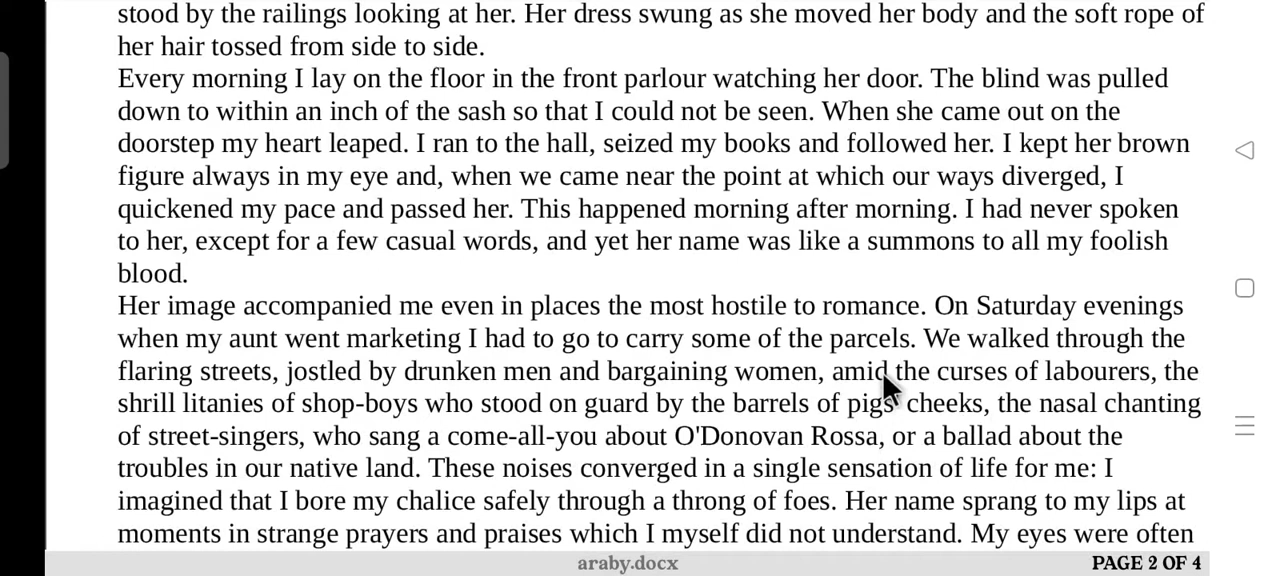 stood by the railings looking at her. Her dress swung as she moved her body and the soft rope of
her hair tossed from side to side.
Every morning I lay on the floor in the front parlour watching her door. The blind was pulled
down to within an inch of the sash so that I could not be seen. When she came out on the
doorstep my heart leaped. I ran to the hall, seized my books and followed her. I kept her brown
figure always in my eye and, when we came near the point at which our ways diverged, I
quickened my pace and passed her. This happened morning after morning. I had never spoken
to her, except for a few casual words, and yet her name was like a summons to all my foolish
blood.
Her image accompanied me even in places the most hostile to romance. On Saturday evenings
when my aunt went marketing I had to go to carry some of the parcels. We walked through the
flaring streets, jostled by drunken men and bargaining women, amid the curses of labourers, the
shrill litanies of shop-boys who stood on guard by the barrels of pigs' cheeks, the nasal chanting
of street-singers, who sang a come-all-you about O'Donovan Rossa, or a ballad about the
troubles in our native land. These noises converged in a single sensation of life for me: I
imagined that I bore my chalice safely through a throng of foes. Her name sprang to my lips at
moments in strange prayers and praises which I myself did not understand. My eyes were often
araby.docx
PAGE 2 OF 4